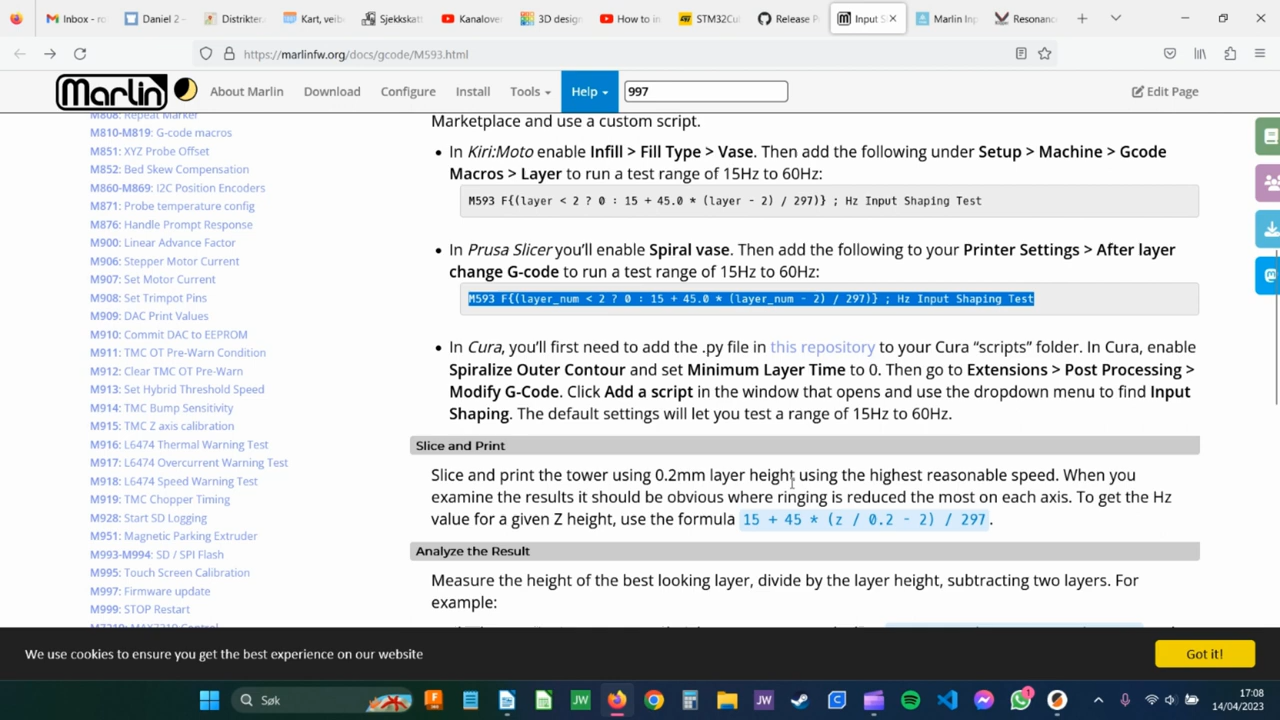 Inbox - ro
Daniel 2 -
Distrikter.
Kart, veib
Sjekkskatt
Kanalover
3D desig
How to in
STM32Cu
Release P
Input S
Marlin Inp
Resonanc
https://marlinfw.org/docs/gcode/M593.html
Marlin
About Marlin
Download
Configure
Install
Tools
Help
997
Edit Page
M808: Repeat Marker
M810-M819: G-code macros
M851: XYZ Probe Offset
M852: Bed Skew Compensation
M860-M869: I2C Position Encoders
M871: Probe temperature config
M876: Handle Prompt Response
M900: Linear Advance Factor
M906: Stepper Motor Current
M907: Set Motor Current
M908: Set Trimpot Pins
M909: DAC Print Values
M910: Commit DAC to EEPROM
M911: TMC OT Pre-Warn Condition
M912: Clear TMC OT Pre-Warn
M913: Set Hybrid Threshold Speed
M914: TMC Bump Sensitivity
M915: TMC Z axis calibration
M916: L6474 Thermal Warning Test
M917: L6474 Overcurrent Warning Test
M918: L6474 Speed Warning Test
M919: TMC Chopper Timing
M928: Start SD Logging
M951: Magnetic Parking Extruder
M993-M994: SD / SPI Flash
M995: Touch Screen Calibration
M997: Firmware update
M999: STOP Restart
Marketplace and use a custom script.
• In Kiri:Moto enable Infill > Fill Type > Vase. Then add the following under Setup > Machine > Gcode
Macros > Layer to run a test range of 15Hz to 60Hz:
M593 F{(layer < 2 ? 0 : 15 + 45.0 * (layer - 2) / 297)} ; Hz Input Shaping Test
• In Prusa Slicer you’ll enable Spiral vase. Then add the following to your Printer Settings > After layer
change G-code to run a test range of 15Hz to 60Hz:
M593 F{(layer_num < 2 ? 0 : 15 + 45.0 * (layer_num - 2) / 297)} ; Hz Input Shaping Test
• In Cura, you’ll first need to add the .py file in this repository to your Cura “scripts” folder. In Cura, enable
Spiralize Outer Contour and set Minimum Layer Time to 0. Then go to Extensions > Post Processing >
Modify G-Code. Click Add a script in the window that opens and use the dropdown menu to find Input
Shaping. The default settings will let you test a range of 15Hz to 60Hz.
Slice and Print
Slice and print the tower using 0.2mm layer height using the highest reasonable speed. When you
examine the results it should be obvious where ringing is reduced the most on each axis. To get the Hz
value for a given Z height, use the formula 15 + 45 * (z / 0.2 - 2) / 297.
Analyze the Result
Measure the height of the best looking layer, divide by the layer height, subtracting two layers. For
example:
We use cookies to ensure you get the best experience on our website
Got it!
Søk
JW
JW
1
17:08
14/04/2023